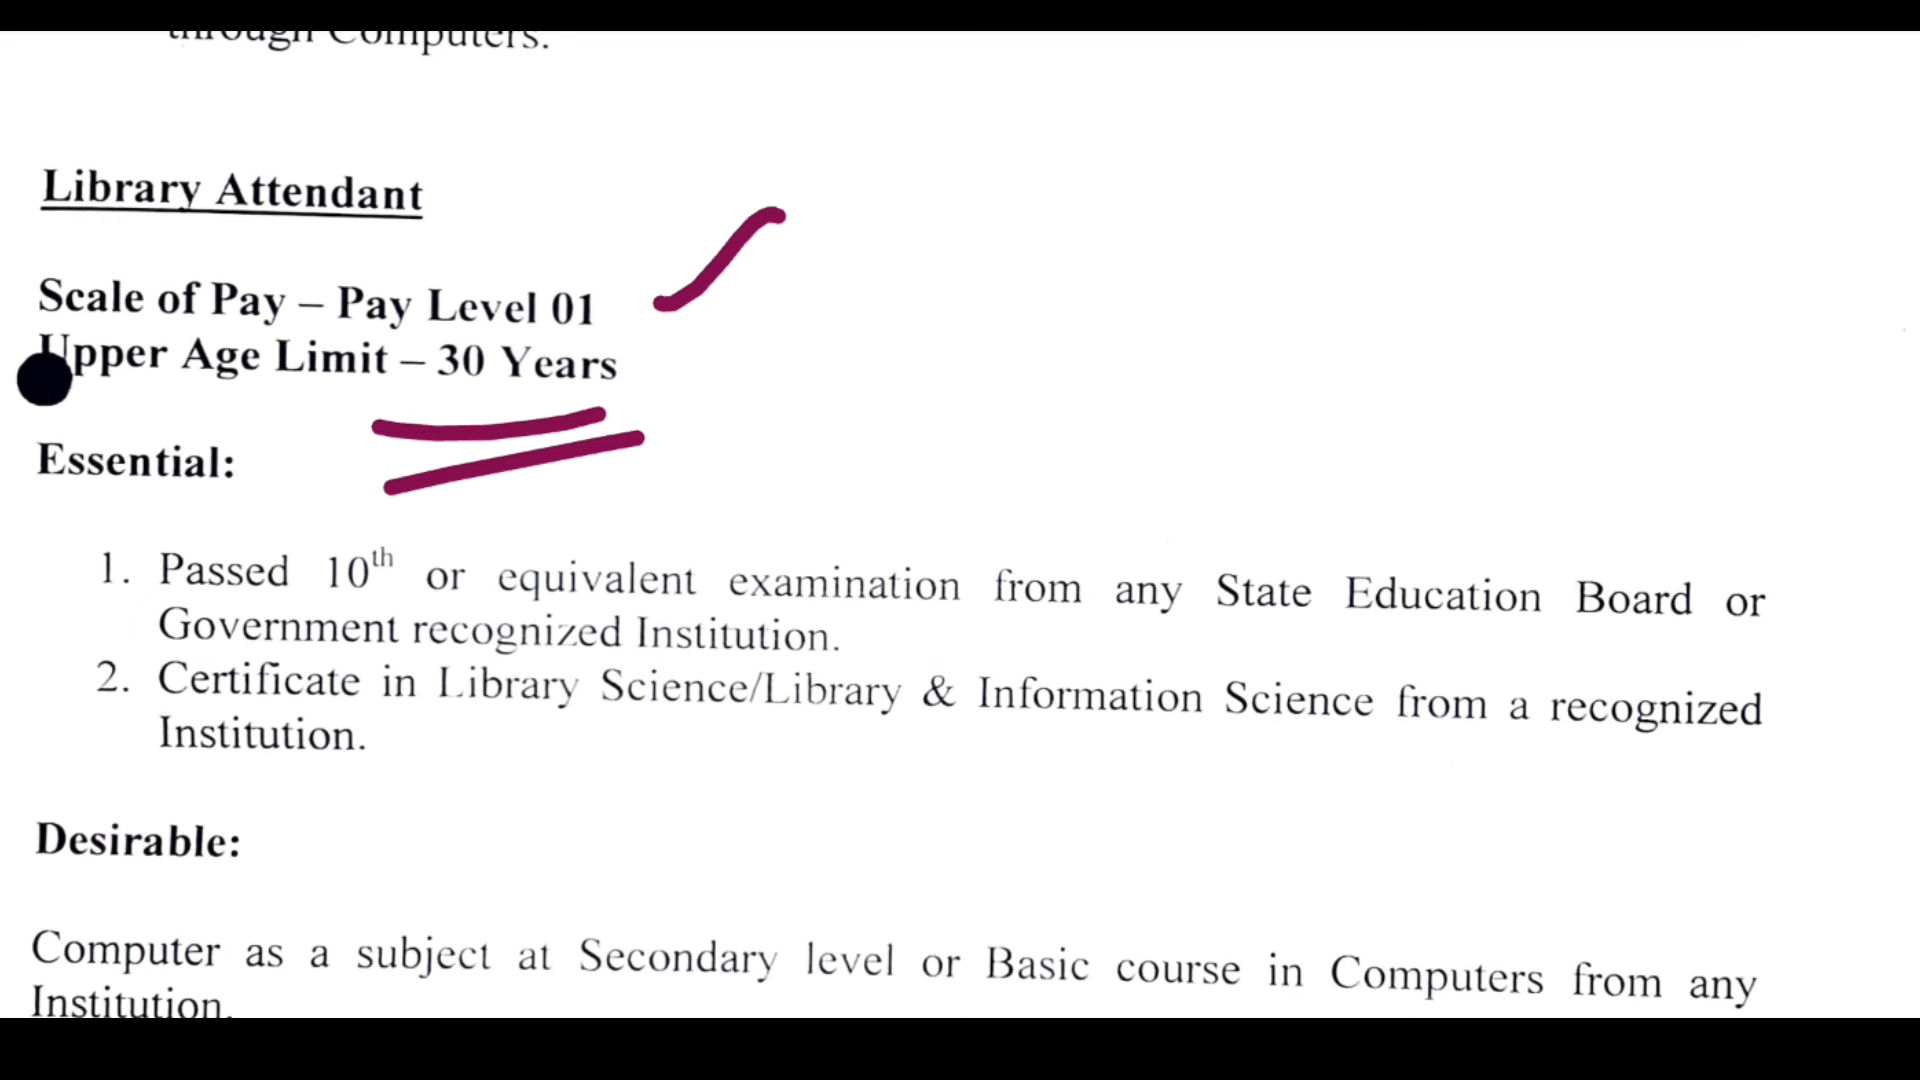 through Computers.
Library Attendant
Scale of Pay – Pay Level 01
Upper Age Limit – 30 Years
Essential:
1. Passed 10th or equivalent examination from any State Education Board or
Government recognized Institution.
2. Certificate in Library Science/Library & Information Science from a recognized
Institution.
Desirable:
Computer as a subject at Secondary level or Basic course in Computers from any
Institution.